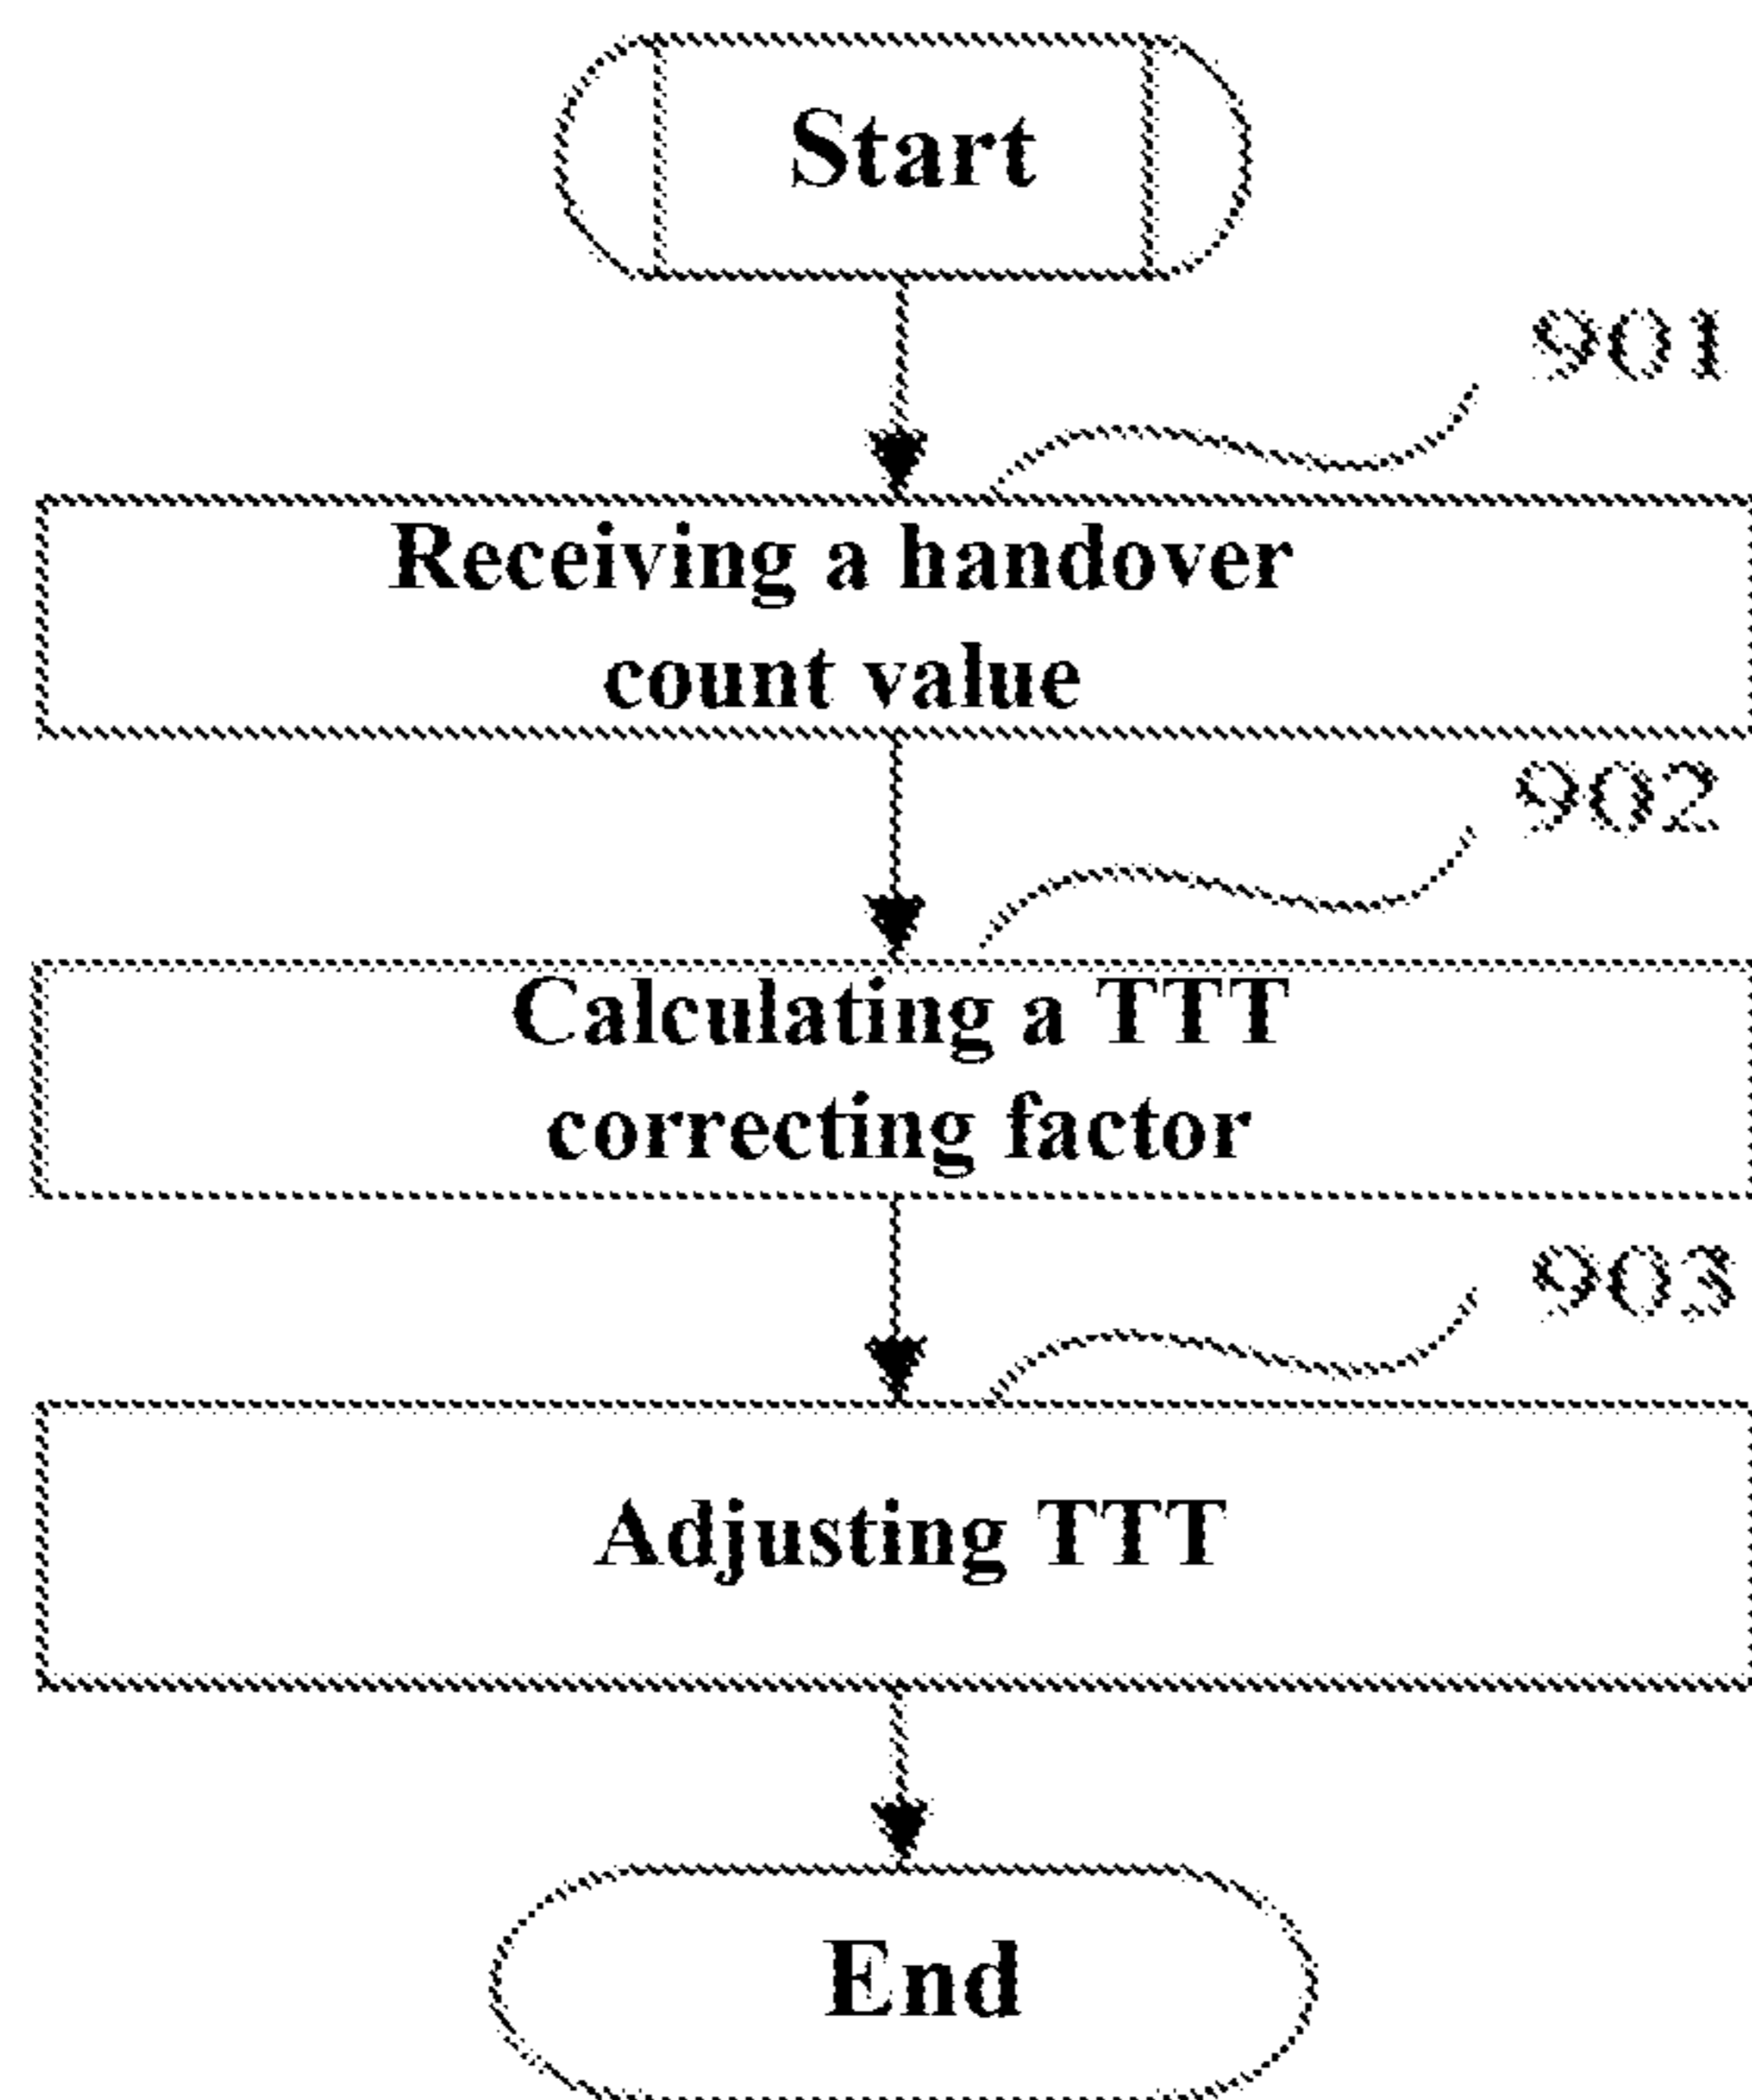 Start
901
Receiving a handover
count value
902
Calculating a TTT
correcting factor
903
Adjusting TTT
End